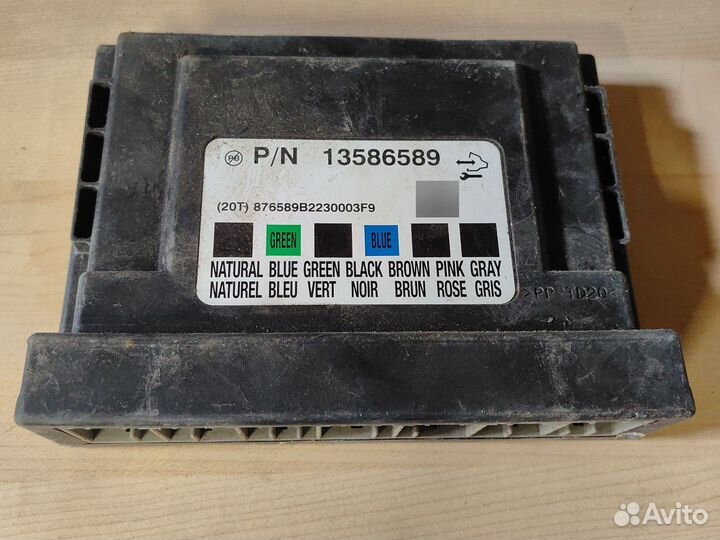 P/N 13586589
(20T) 876589B2230003F9
GREEN BLUE
NATURAL BLUE GREEN BLACK BROWN PINK GRAY
NATUREL BLEU VERT NOIR BRUN ROSE GRIS
>PP TD20<
Avito